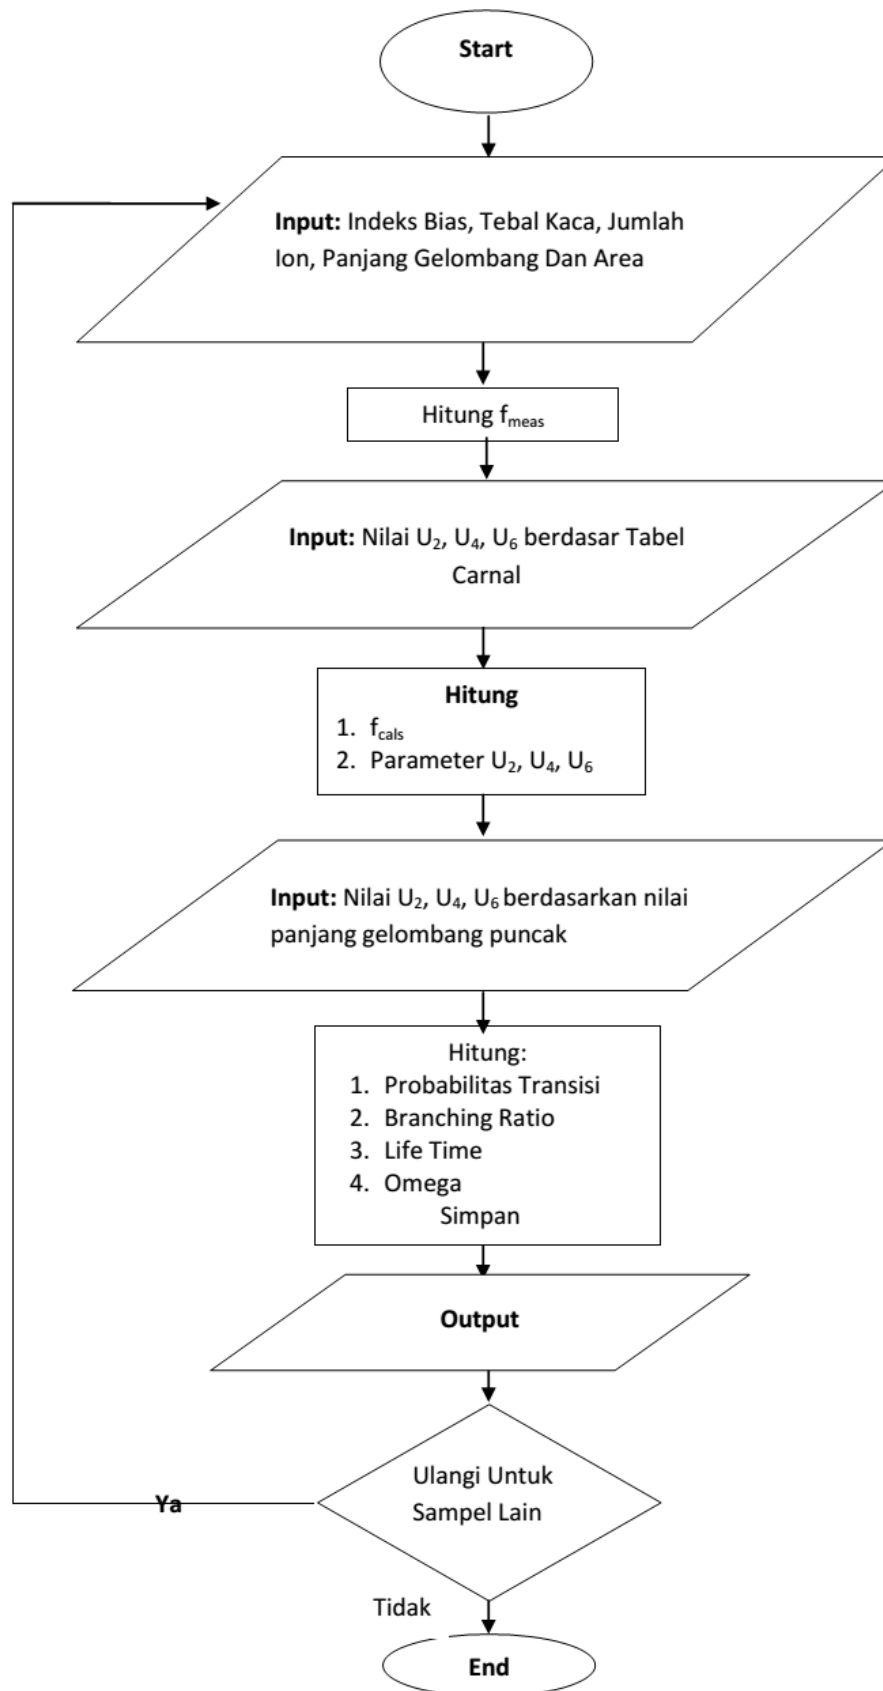 Start
Input: Indeks Bias, Tebal Kaca, Jumlah
Ion, Panjang Gelombang Dan Area
Hitung f_meas
Input: Nilai U₂, U₄, U₆ berdasar Tabel
Carnal
Hitung
1. f_cals
2. Parameter U₂, U₄, U₆
Input: Nilai U₂, U₄, U₆ berdasarkan nilai
panjang gelombang puncak
Hitung:
1. Probabilitas Transisi
2. Branching Ratio
3. Life Time
4. Omega
Simpan
Output
Ulangi Untuk
Sampel Lain
Ya
Tidak
End